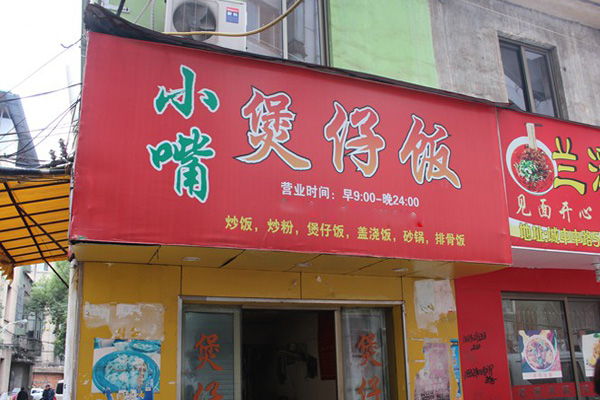 小嘴
煲仔饭
营业时间：早9:00-晚24:00
炒饭，炒粉，煲仔饭，盖浇饭，砂锅，排骨饭
兰
见面开心
煲仔
煲仔